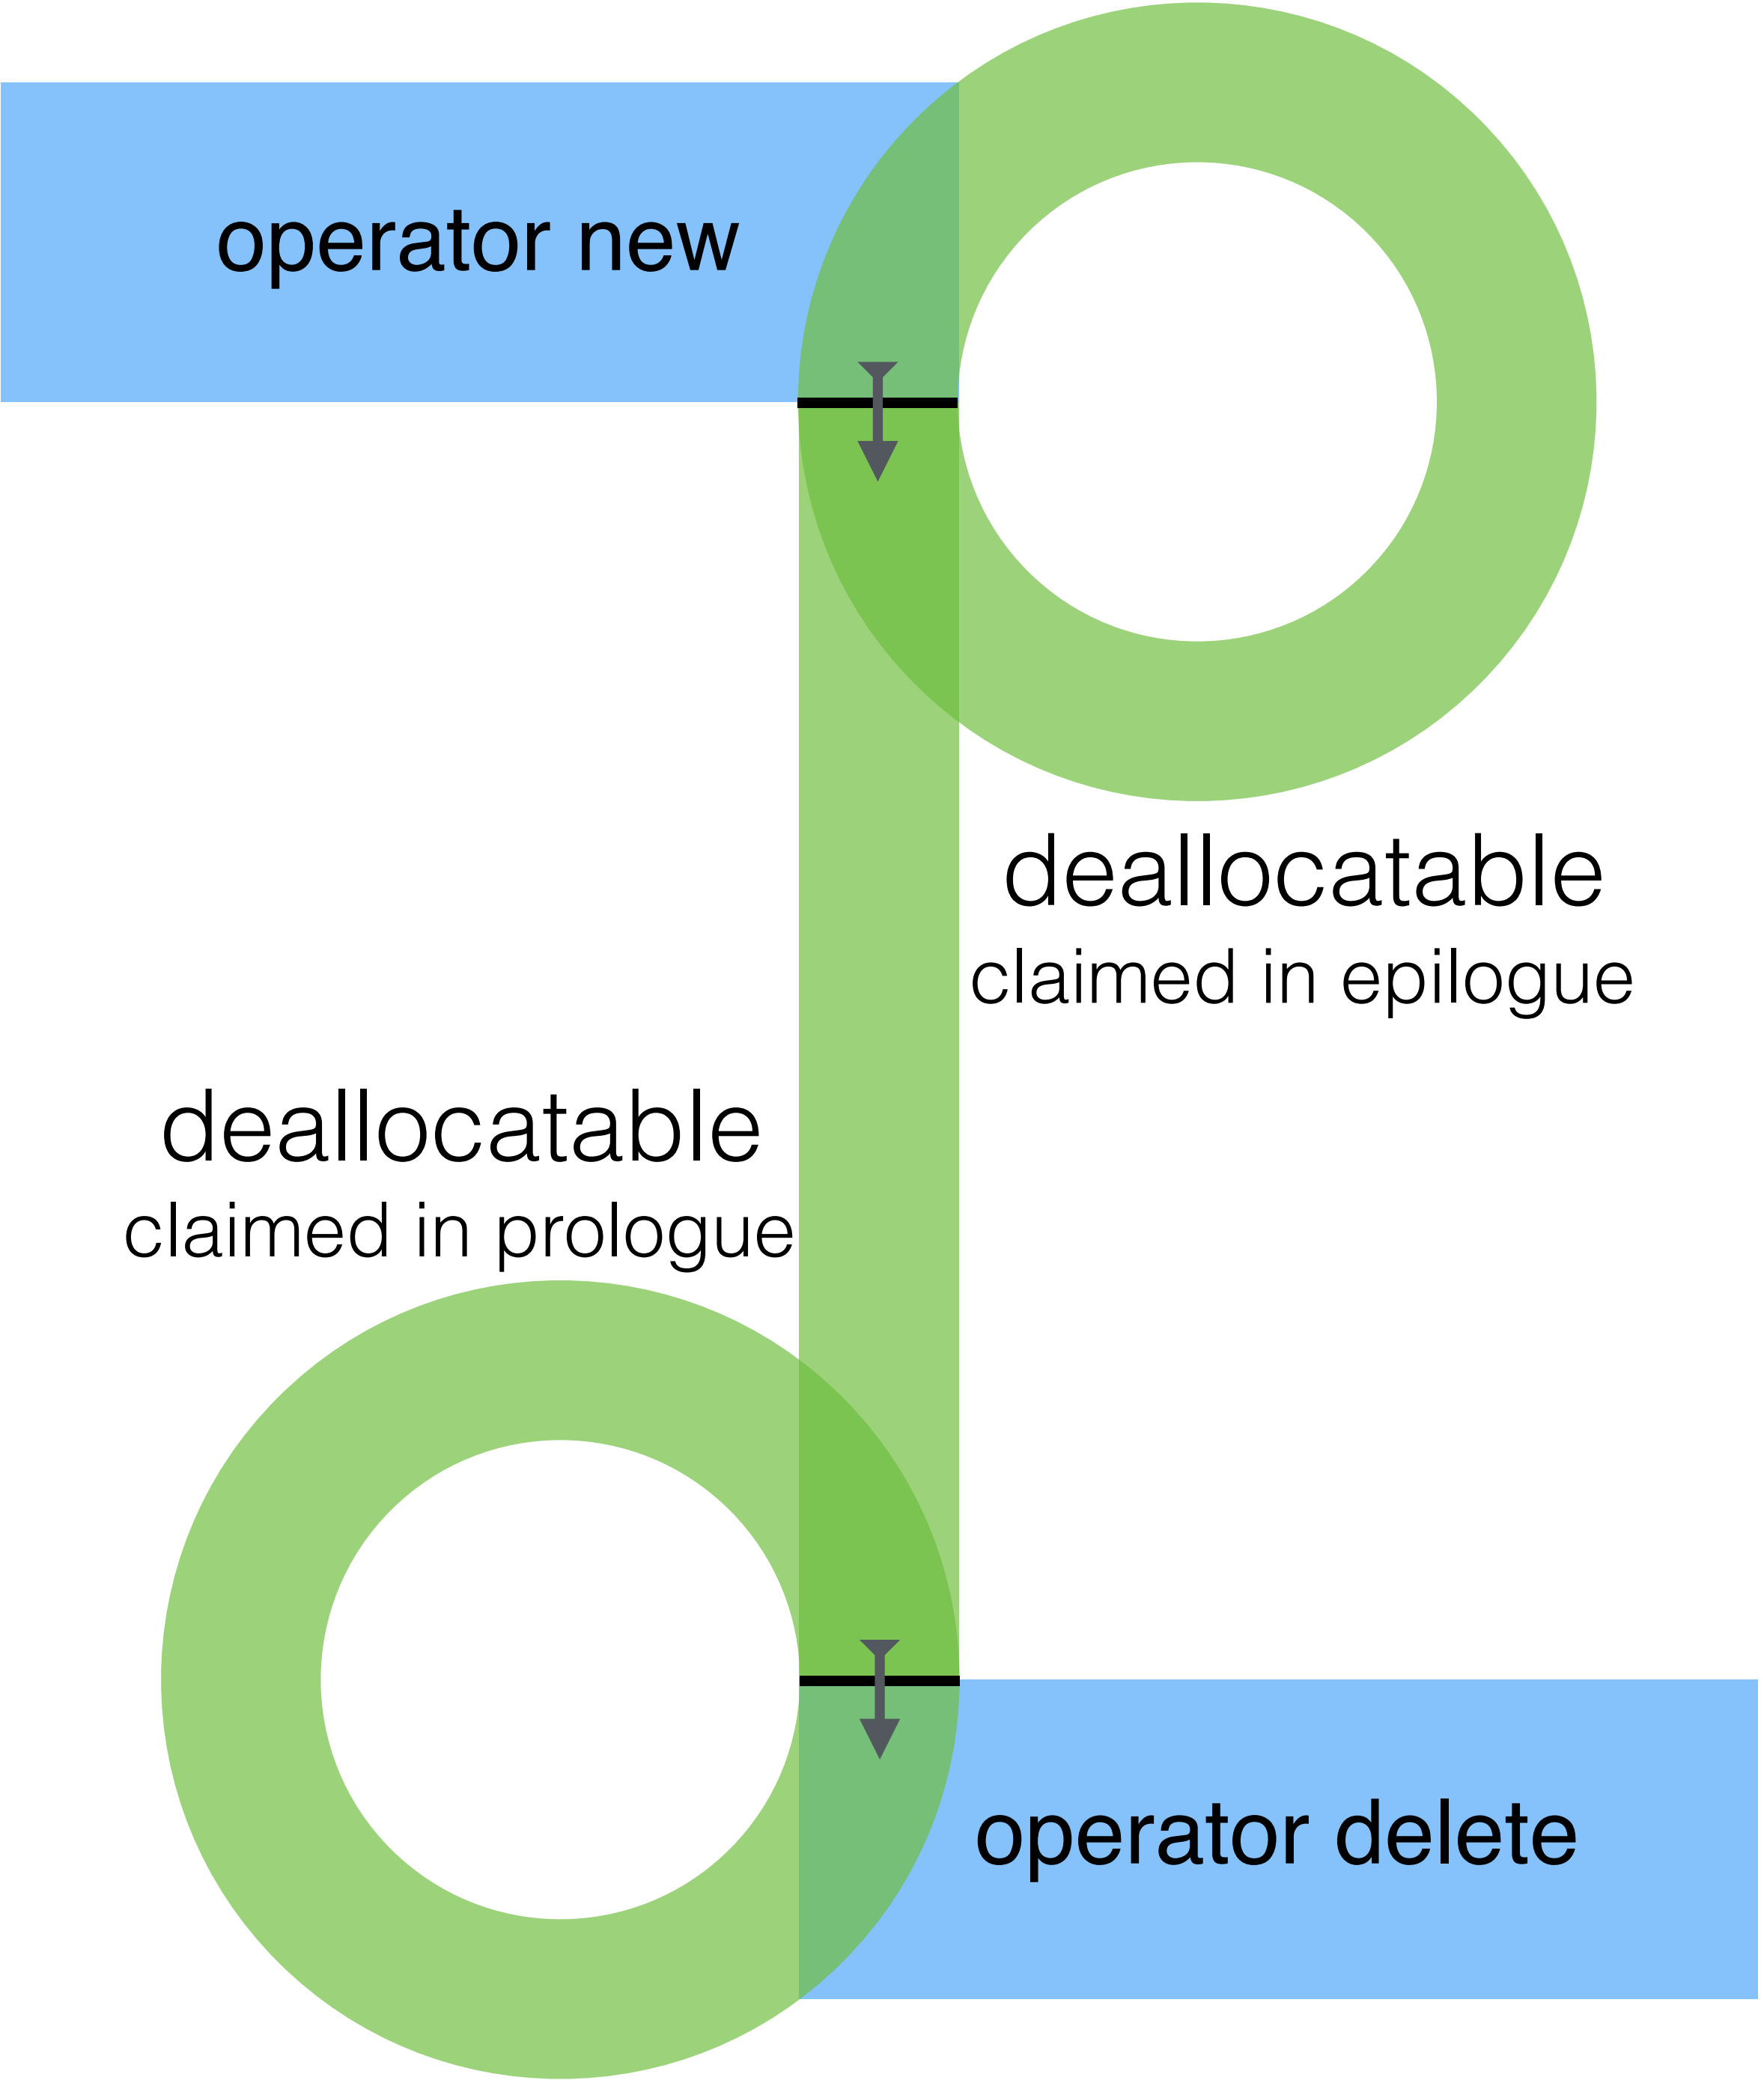 operator new
deallocatable
claimed in epilogue
deallocatable
claimed in prologue
operator delete